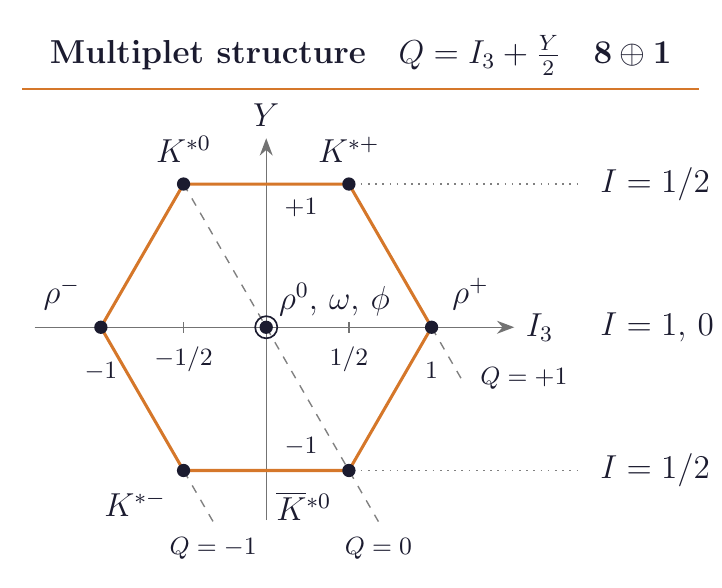 Multiplet structure Q = I₃ + Y/2 8 ⊕ 1
Y
K*⁰ K*⁺
I = 1/2
+1
ρ⁻ ρ⁰, ω, ϕ ρ⁺
I₃ I = 1, 0
−1 −1/2 1/2 1
Q = +1
−1
I = 1/2
K*⁻ K̅*⁰
Q = −1 Q = 0